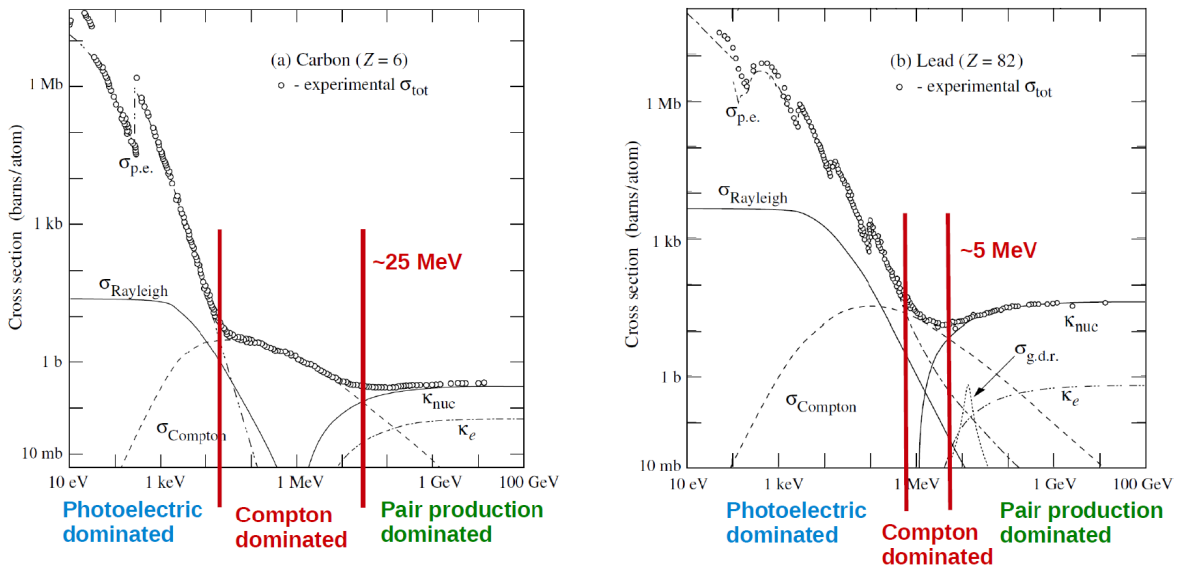 Cross section (barns/atom)
1 Mb
1 kb
1 b
10 mb
(a) Carbon (Z = 6)
- experimental σtot
σp.e.
σRayleigh
~25 MeV
σCompton
κnuc
κe
10 eV
1 keV
1 MeV
1 GeV
100 GeV
Photoelectric
dominated
Compton
dominated
Pair production
dominated
Cross section (barns/atom)
1 Mb
1 kb
1 b
10 mb
(b) Lead (Z = 82)
- experimental σtot
σp.e.
σRayleigh
~5 MeV
κnuc
σg.d.r.
σCompton
κe
10 eV
1 keV
1 MeV
1 GeV
100 GeV
Photoelectric
dominated
Compton
dominated
Pair production
dominated